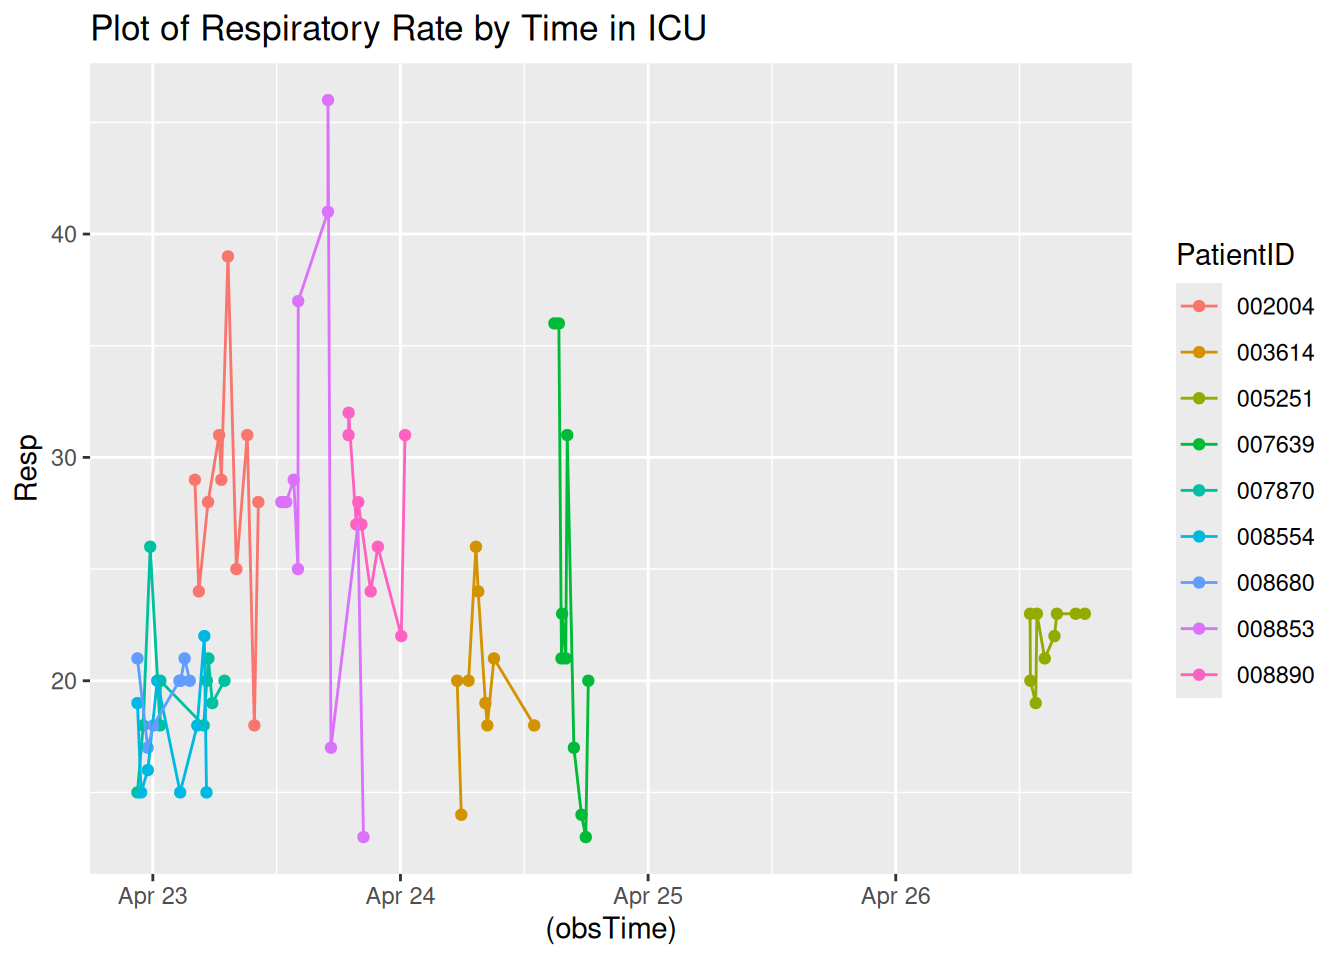 Plot of Respiratory Rate by Time in ICU
40
30
20
Resp
Apr 23
Apr 24
Apr 25
Apr 26
(obsTime)
PatientID
002004
003614
005251
007639
007870
008554
008680
008853
008890